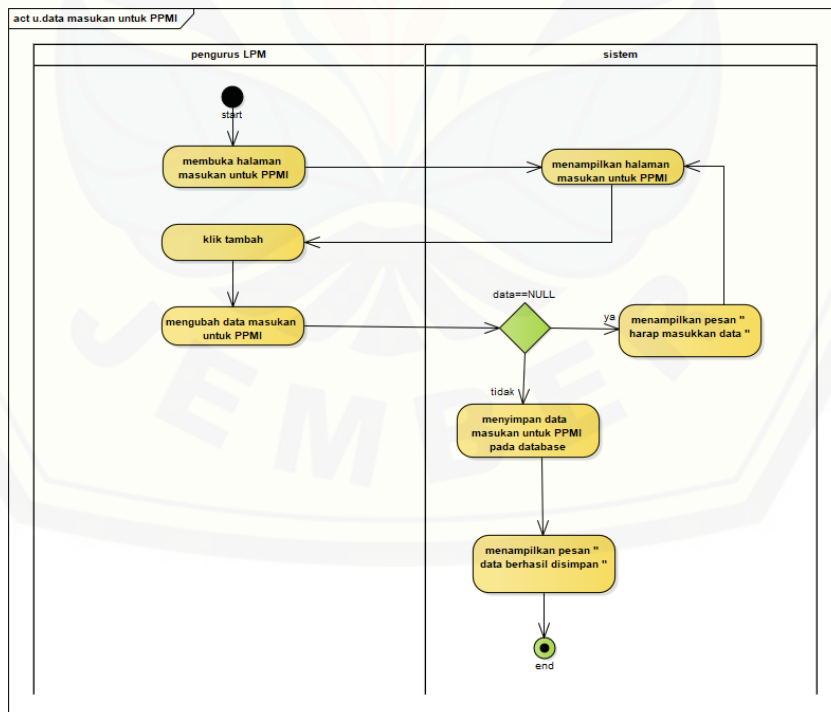 act u.data masukan untuk PPMI
pengurus LPM
sistem
start
membuka halaman
masukan untuk PPMI
menampilkan halaman
masukan untuk PPMI
klik tambah
mengubah data masukan
untuk PPMI
data==NULL
ya
menampilkan pesan "
harap masukkan data "
tidak
menyimpan data
masukan untuk PPMI
pada database
menampilkan pesan "
data berhasil disimpan "
end
JEMBER